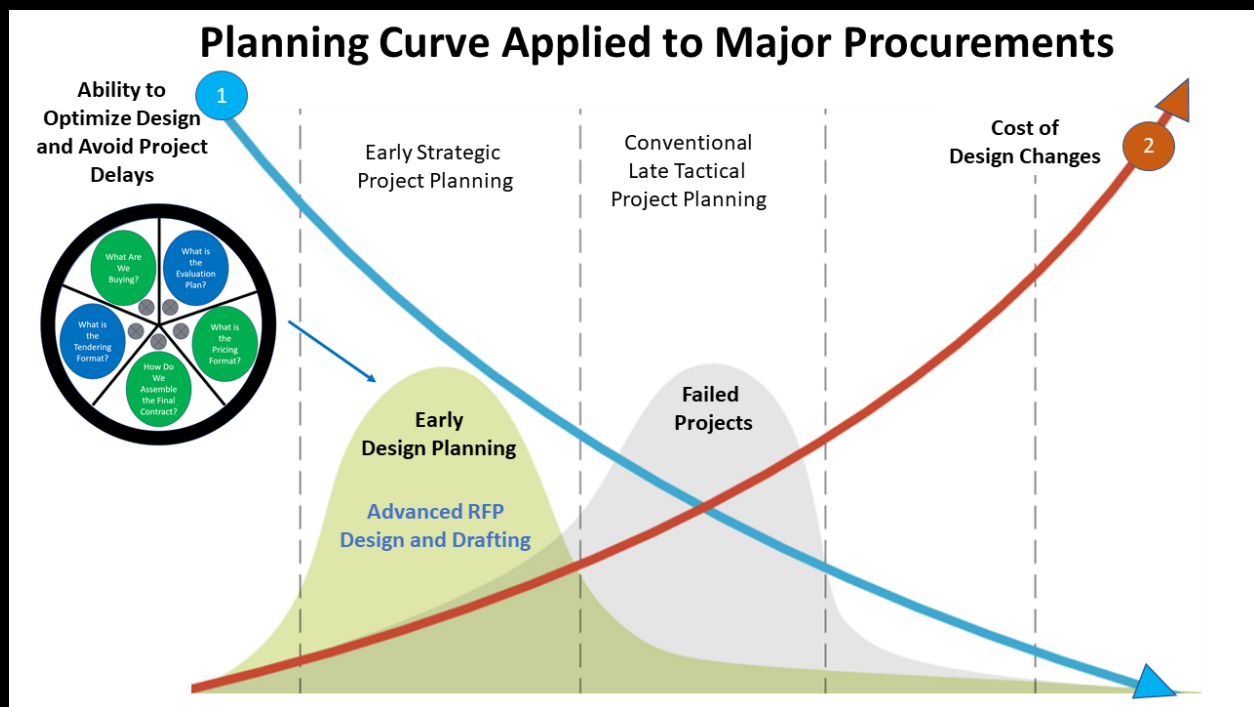 Planning Curve Applied to Major Procurements
Ability to
Optimize Design
and Avoid Project
Delays
1
Early Strategic
Project Planning
Conventional
Late Tactical
Project Planning
Cost of
Design Changes
2
What Are
We
Buying?
What is
the
Evaluation
Plan?
What is
the
Tendering
Format?
What is
the
Pricing
Format?
How Do
We
Assemble
the Final
Contract?
Early
Design Planning
Advanced RFP
Design and Drafting
Failed
Projects